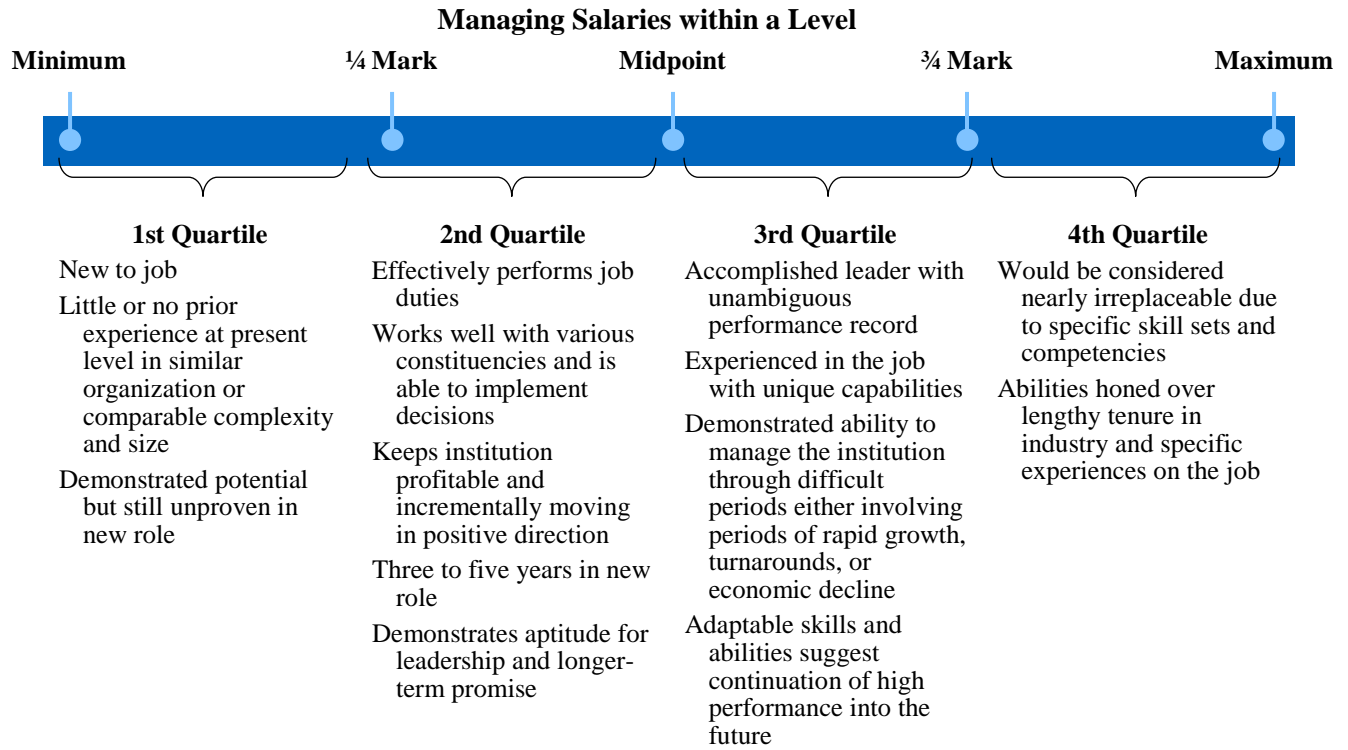 Managing Salaries within a Level
Minimum
¼ Mark
Midpoint
¾ Mark
Maximum
1st Quartile
New to job
Little or no prior
experience at present
level in similar
organization or
comparable complexity
and size
Demonstrated potential
but still unproven in
new role
2nd Quartile
Effectively performs job
duties
Works well with various
constituencies and is
able to implement
decisions
Keeps institution
profitable and
incrementally moving
in positive direction
Three to five years in new
role
Demonstrates aptitude for
leadership and longer-
term promise
3rd Quartile
Accomplished leader with
unambiguous
performance record
Experienced in the job
with unique capabilities
Demonstrated ability to
manage the institution
through difficult
periods either involving
periods of rapid growth,
turnarounds, or
economic decline
Adaptable skills and
abilities suggest
continuation of high
performance into the
future
4th Quartile
Would be considered
nearly irreplaceable due
to specific skill sets and
competencies
Abilities honed over
lengthy tenure in
industry and specific
experiences on the job